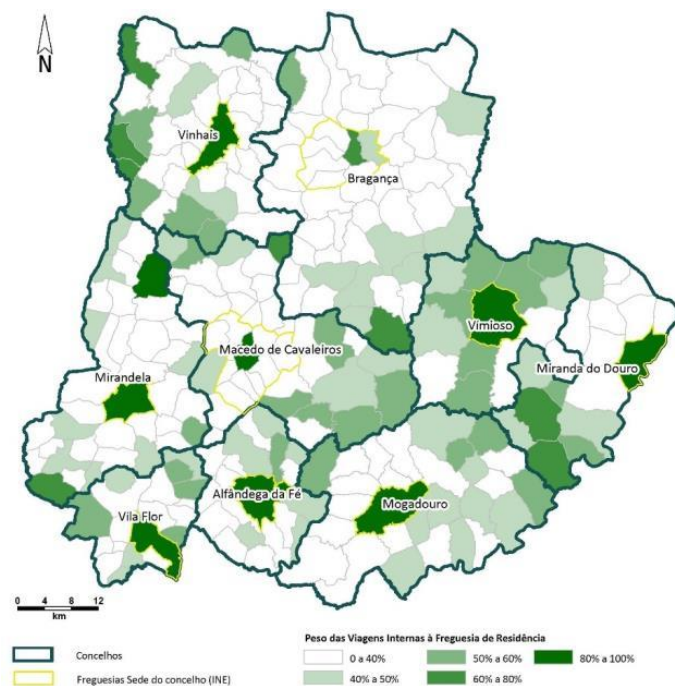 N
Vinhais
Bragança
Vimioso
Macedo de Cavaleiros
Miranda do Douro
Mirandela
Alfândega da Fé
Mogadouro
Vila Flor
0 4 8 12
km
Peso das Viagens Internas à Freguesia de Residência
Concelhos
0 a 40% 50% a 60% 80% a 100%
Freguesias Sede do concelho (INE)
40% a 50% 60% a 80%